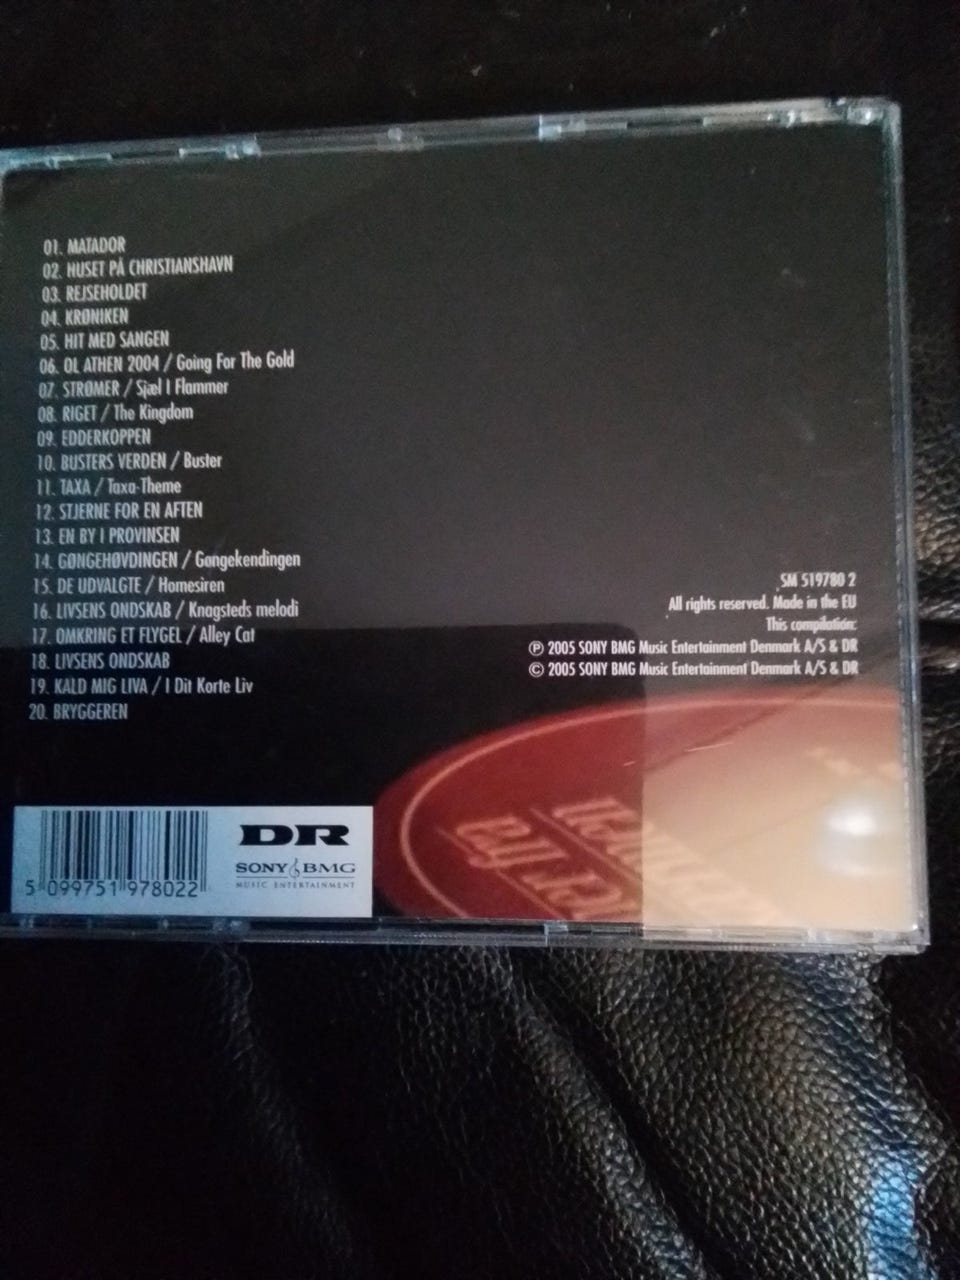 01. MATADOR
02. HUSET PÅ CHRISTIANSHAVN
03. REJSEHOLDET
04. KRØNIKEN
05. HIT MED SANGEN
06. OL ATHEN 2004 / Going For The Gold
07. STRØMER / Sjæl I Flammer
08. RIGET / The Kingdom
09. EDDERKOPPEN
10. BUSTERS VERDEN / Buster
11. TAXA / Taxa-Theme
12. STJERNE FOR EN AFTEN
13. EN BY I PROVINSEN
14. GØNGEHØVDINGEN / Gøngekendingen
15. DE UDVALGTE / Homesiren
16. LIVSENS ONDSKAB / Knagsteds melodi
17. OMKRING ET FLYGEL / Alley Cat
18. LIVSENS ONDSKAB
19. KALD MIG LIVA / I Dit Korte Liv
20. BRYGGEREN
SM 519780 2
All rights reserved. Made in the EU
This compilation:
℗ 2005 SONY BMG Music Entertainment Denmark A/S & DR
© 2005 SONY BMG Music Entertainment Denmark A/S & DR
5 099751 978022
DR
SONY BMG
MUSIC ENTERTAINMENT